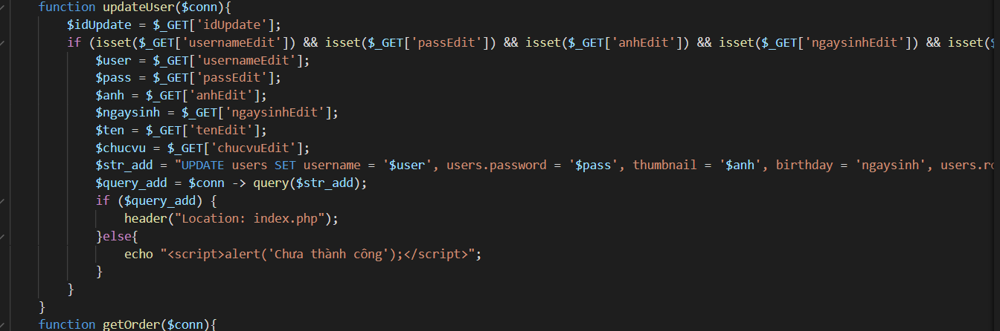 function updateUser($conn){
$idUpdate = $_GET['idUpdate'];
if (isset($_GET['usernameEdit']) && isset($_GET['passEdit']) && isset($_GET['anhEdit']) && isset($_GET['ngaysinhEdit']) && isset($
$user = $_GET['usernameEdit'];
$pass = $_GET['passEdit'];
$anh = $_GET['anhEdit'];
$ngaysinh = $_GET['ngaysinhEdit'];
$ten = $_GET['tenEdit'];
$chucvu = $_GET['chucvuEdit'];
$str_add = "UPDATE users SET username = '$user', users.password = '$pass', thumbnail = '$anh', birthday = 'ngaysinh', users.ro
$query_add = $conn -> query($str_add);
if ($query_add) {
header("Location: index.php");
}else{
echo "<script>alert('Chưa thành công');</script>";
}
}
}
function getOrder($conn){